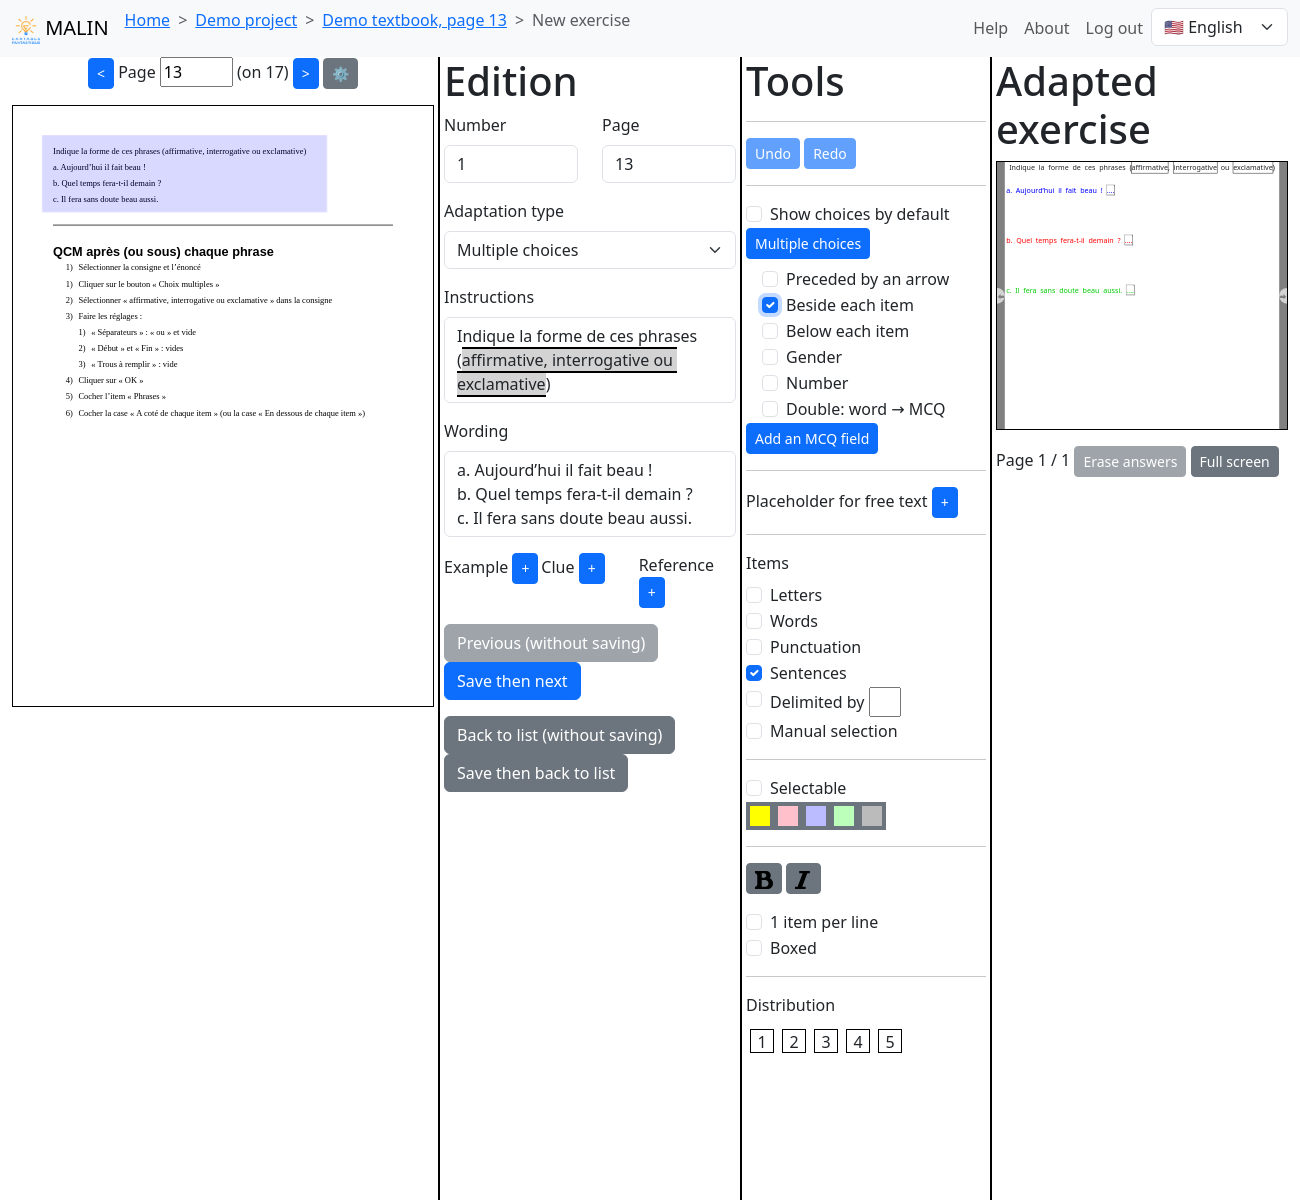 MALIN
Home > Demo project > Demo textbook, page 13 > New exercise
Help About Log out 🇺🇸 English
< Page 13 (on 17) > ⚙️
Indique la forme de ces phrases (affirmative, interrogative ou exclamative)
a. Aujourd’hui il fait beau !
b. Quel temps fera-t-il demain ?
c. Il fera sans doute beau aussi.
QCM après (ou sous) chaque phrase
1) Sélectionner la consigne et l’énoncé
1) Cliquer sur le bouton « Choix multiples »
2) Sélectionner « affirmative, interrogative ou exclamative » dans la consigne
3) Faire les réglages :
1) « Séparateurs » : « ou » et vide
2) « Début » et « Fin » : vides
3) « Trous à remplir » : vide
4) Cliquer sur « OK »
5) Cocher l’item « Phrases »
6) Cocher la case « A coté de chaque item » (ou la case « En dessous de chaque item »)
Edition
Number Page
1 13
Adaptation type
Multiple choices
Instructions
Indique la forme de ces phrases
(affirmative, interrogative ou
exclamative)
Wording
a. Aujourd’hui il fait beau !
b. Quel temps fera-t-il demain ?
c. Il fera sans doute beau aussi.
Example + Clue + Reference
+
Previous (without saving)
Save then next
Back to list (without saving)
Save then back to list
Tools
Undo Redo
Show choices by default
Multiple choices
Preceded by an arrow
Beside each item
Below each item
Gender
Number
Double: word → MCQ
Add an MCQ field
Placeholder for free text +
Items
Letters
Words
Punctuation
Sentences
Delimited by
Manual selection
Selectable
B I
1 item per line
Boxed
Distribution
1 2 3 4 5
Adapted
exercise
Indique la forme de ces phrases (affirmative, interrogative ou exclamative)
a. Aujourd’hui il fait beau ! ...
b. Quel temps fera-t-il demain ? ...
c. Il fera sans doute beau aussi. ...
Page 1 / 1 Erase answers Full screen